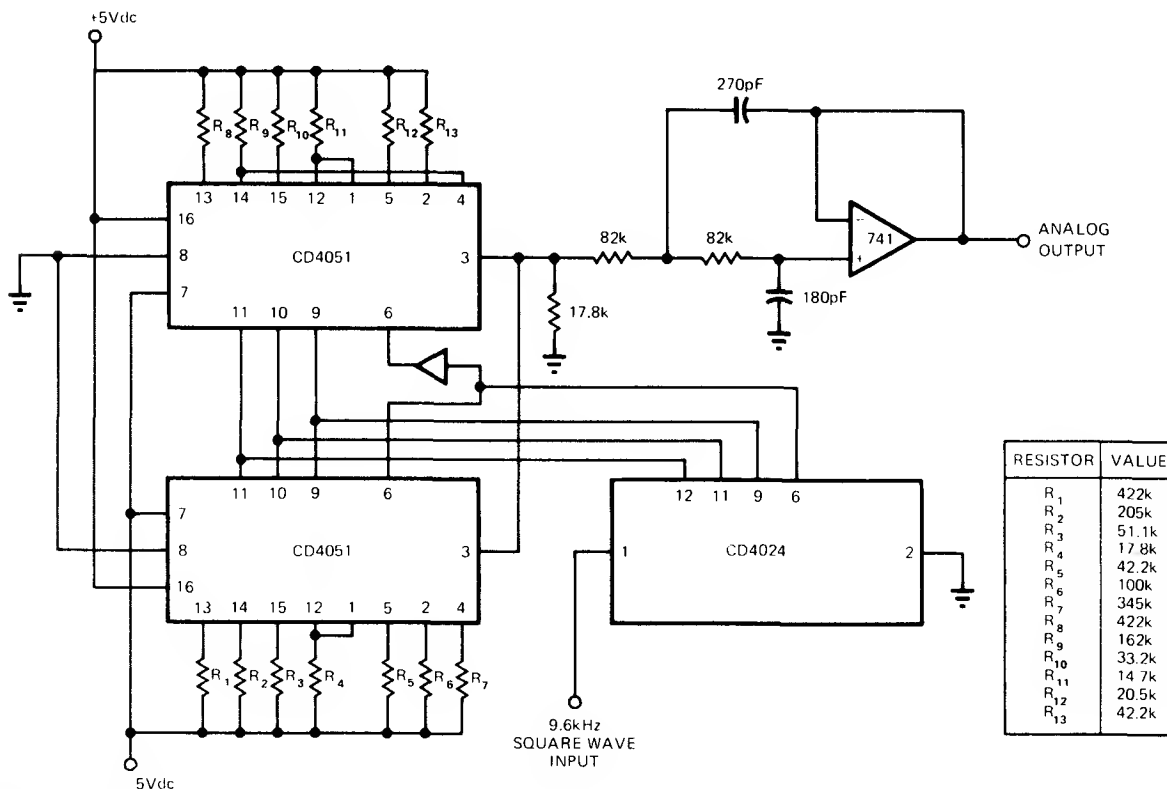 +5Vdc
R8 R9 R10 R11 R12 R13
13 14 15 12 1 5 2 4
16
8
7
CD4051
3
11 10 9 6
270pF
82k 82k
741
-
+
ANALOG
OUTPUT
180pF
17.8k
11 10 9 6
7
8
16
CD4051
3
13 14 15 12 1 5 2 4
R1 R2 R3 R4 R5 R6 R7
5Vdc
12 11 9 6
1
CD4024
2
9.6kHz
SQUARE WAVE
INPUT
RESISTOR VALUE
R1 422k
R2 205k
R3 51.1k
R4 17.8k
R5 42.2k
R6 100k
R7 345k
R8 422k
R9 162k
R10 33.2k
R11 14.7k
R12 20.5k
R13 42.2k